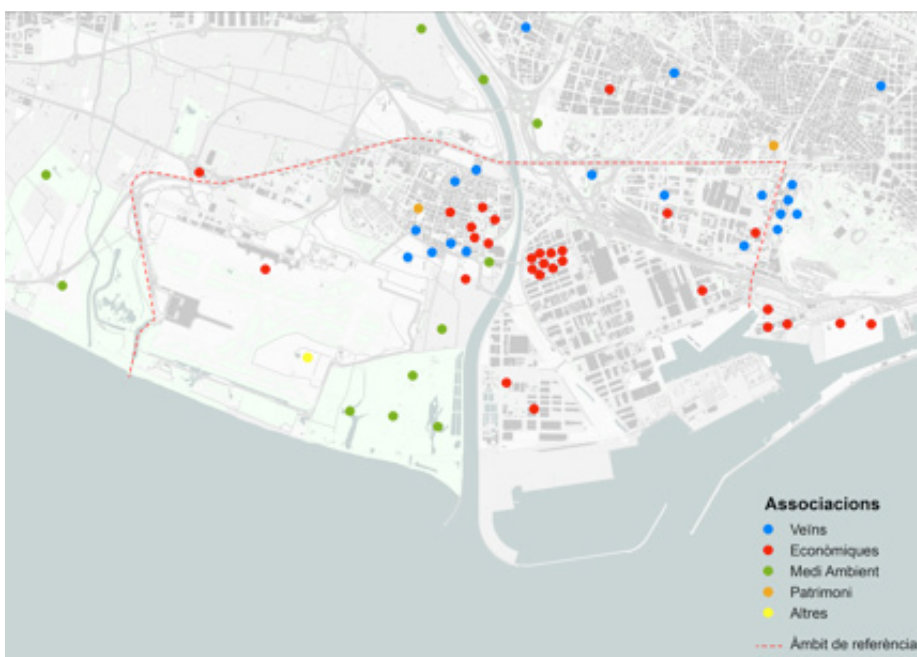 Associacions
Veïns
Econòmiques
Medi Ambient
Patrimoni
Altres
Àmbit de referència